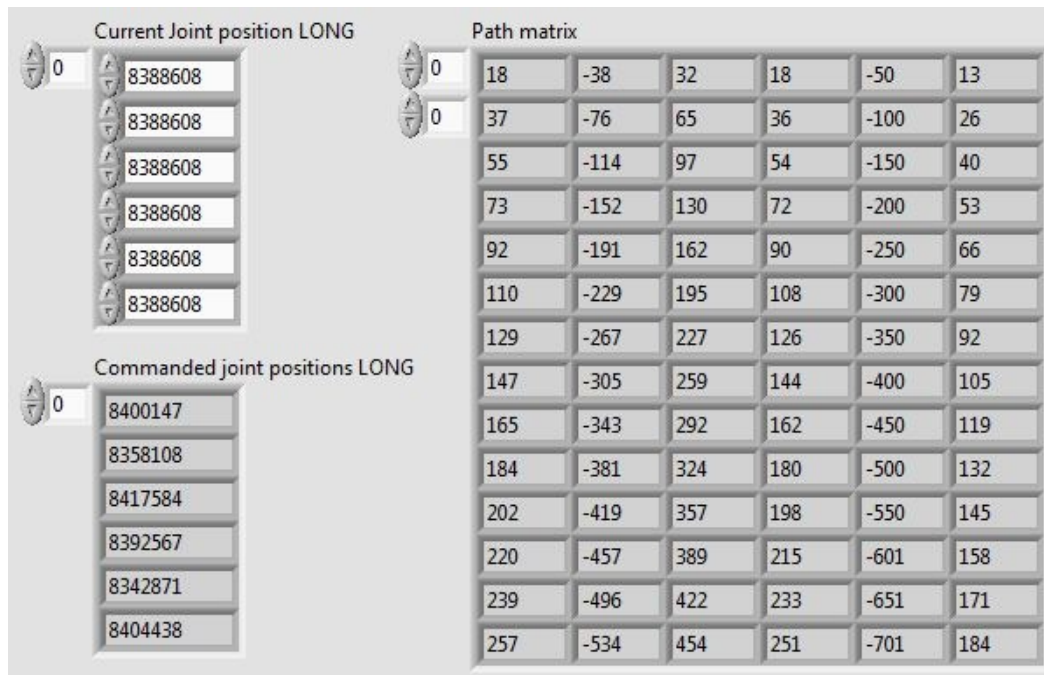 Current Joint position LONG
0
8388608
8388608
8388608
8388608
8388608
8388608
Commanded joint positions LONG
0
8400147
8358108
8417584
8392567
8342871
8404438
Path matrix
0
0
18 -38 32 18 -50 13
37 -76 65 36 -100 26
55 -114 97 54 -150 40
73 -152 130 72 -200 53
92 -191 162 90 -250 66
110 -229 195 108 -300 79
129 -267 227 126 -350 92
147 -305 259 144 -400 105
165 -343 292 162 -450 119
184 -381 324 180 -500 132
202 -419 357 198 -550 145
220 -457 389 215 -601 158
239 -496 422 233 -651 171
257 -534 454 251 -701 184